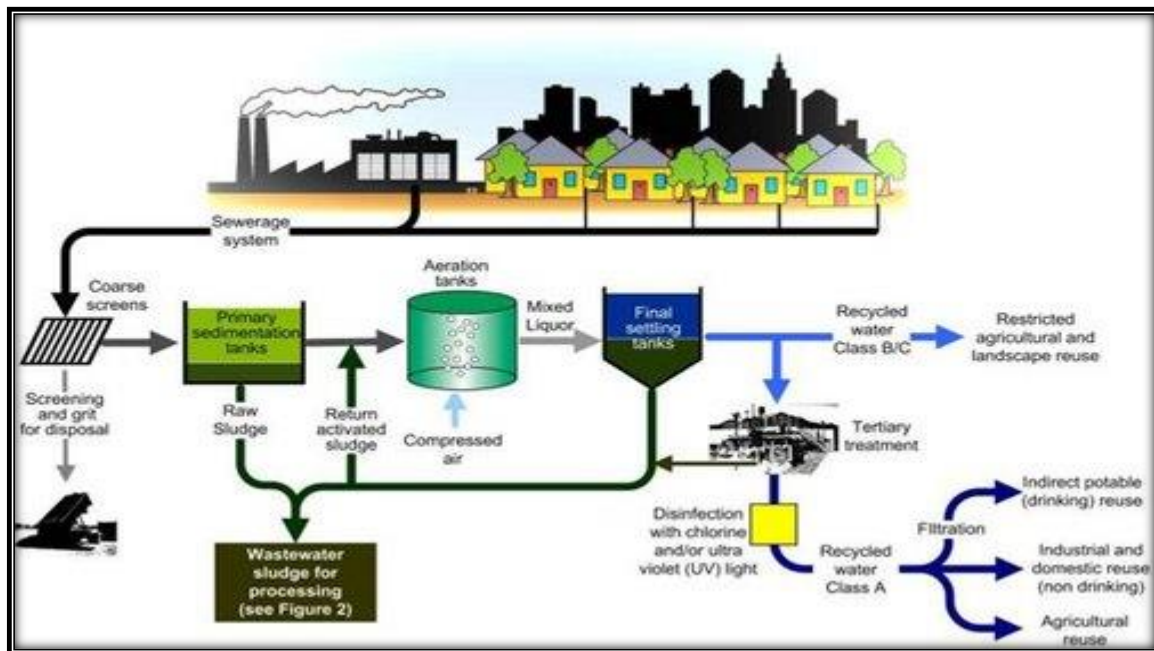 Sewerage
system
Coarse
screens
Primary
sedimentation
tanks
Aeration
tanks
Mixed
Liquor
Final
settling
tanks
Recycled
water
Class B/C
Restricted
agricultural and
landscape reuse
Screening
and grit
for disposal
Raw
Sludge
Return
activated
sludge
Compressed
air
Tertiary
treatment
Wastewater
sludge for
processing
(see Figure 2)
Disinfection
with chlorine
and/or ultra
violet (UV) light
Recycled
water
Class A
FIltration
Indirect potable
(drinking) reuse
Industrial and
domestic reuse
(non drinking)
Agricultural
reuse